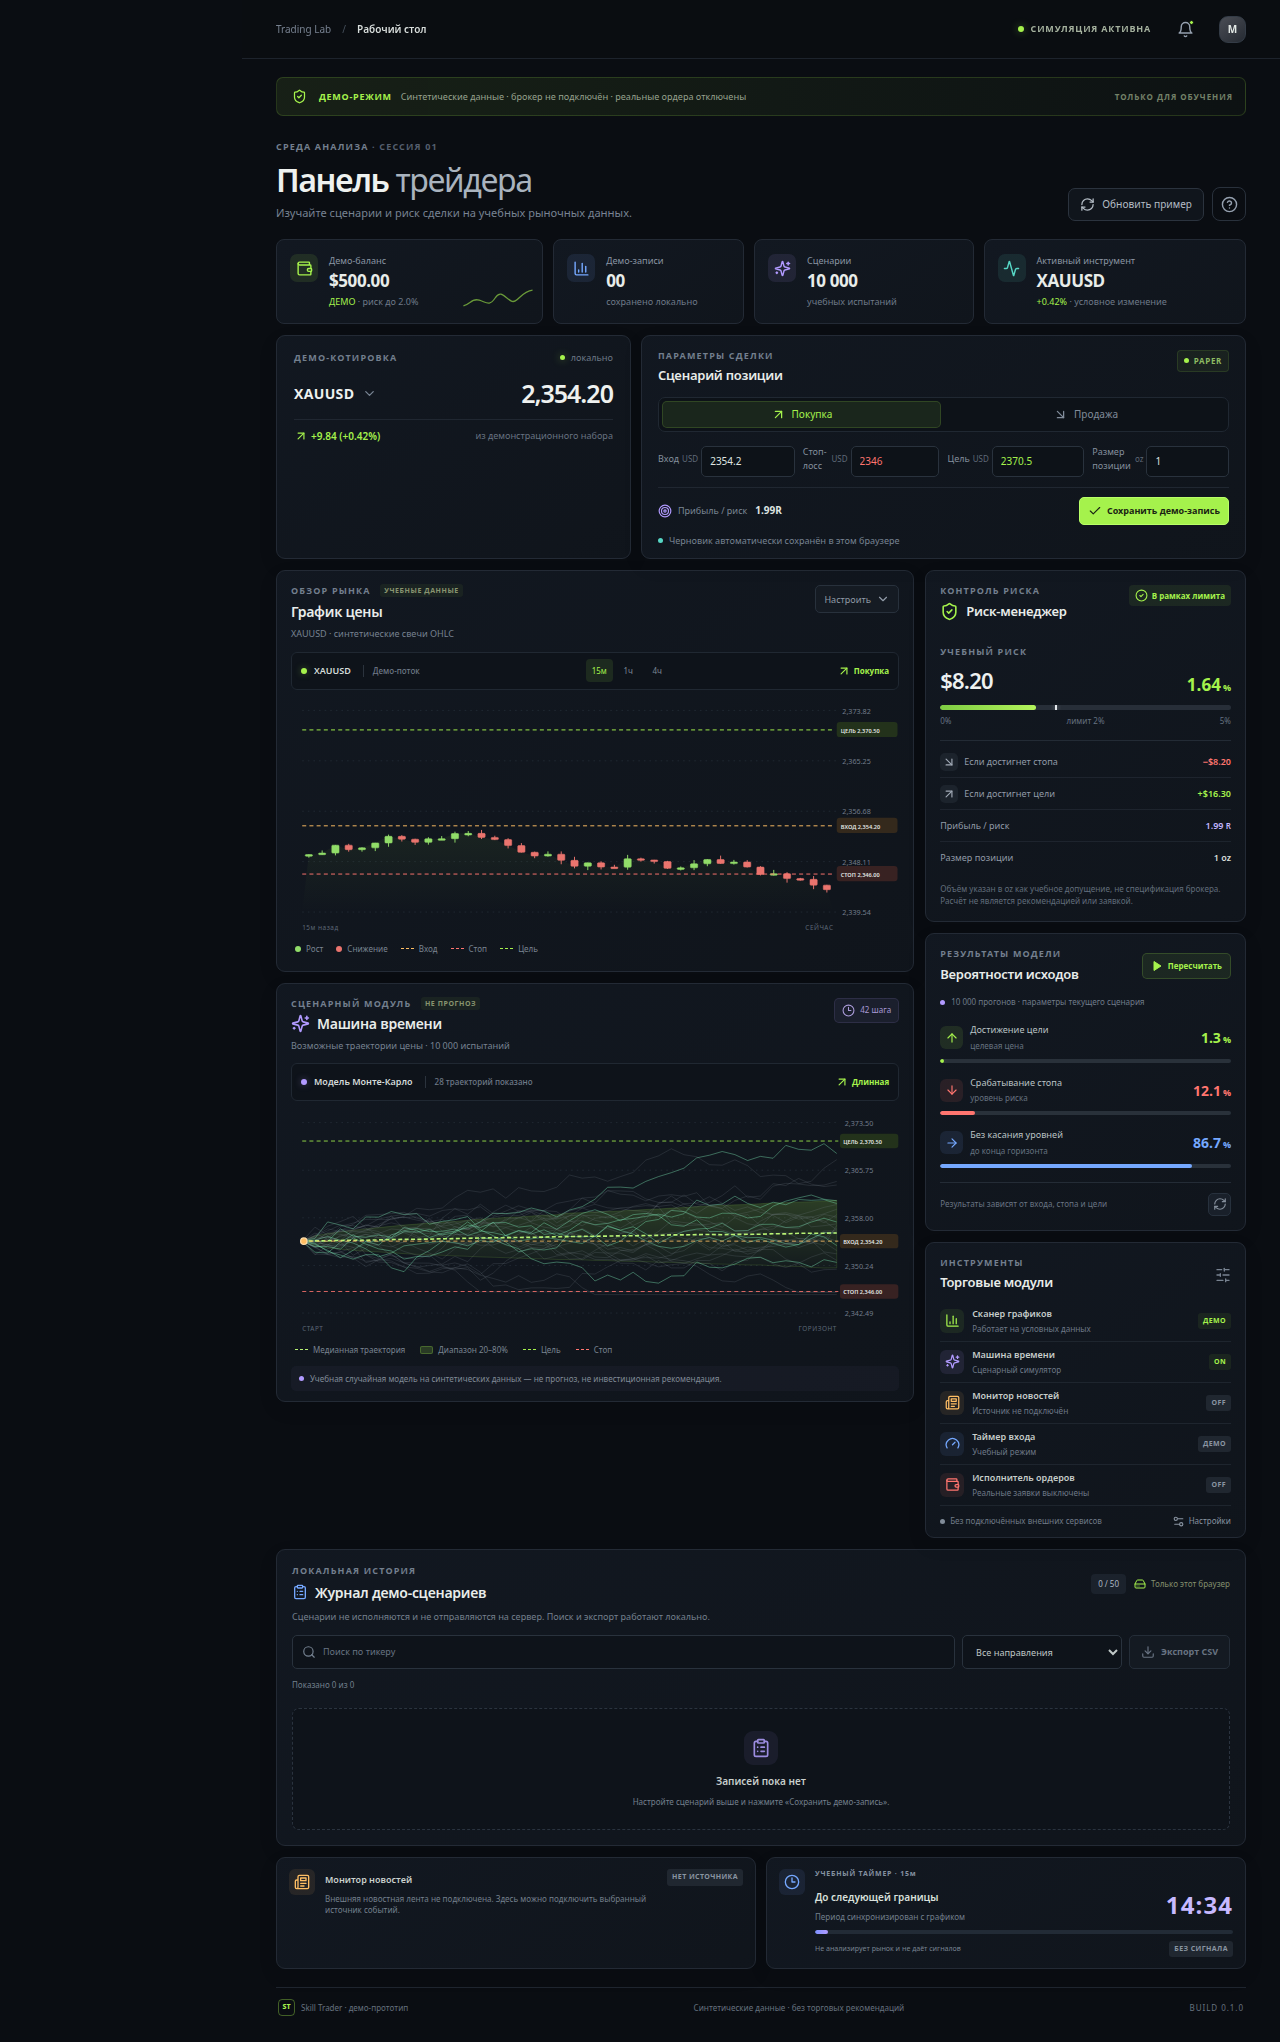 Trading Lab / Рабочий стол
СИМУЛЯЦИЯ АКТИВНА
M
ДЕМО-РЕЖИМ Синтетические данные · брокер не подключён · реальные ордера отключены
ТОЛЬКО ДЛЯ ОБУЧЕНИЯ
СРЕДА АНАЛИЗА · СЕССИЯ 01
Панель трейдера
Изучайте сценарии и риск сделки на учебных рыночных данных.
Обновить пример
Демо-баланс
$500.00
ДЕМО · риск до 2.0%
Демо-записи
00
сохранено локально
Сценарии
10 000
учебных испытаний
Активный инструмент
XAUUSD
+0.42% · условное изменение
ДЕМО-КОТИРОВКА
локально
XAUUSD
2,354.20
+9.84 (+0.42%)
из демонстрационного набора
ПАРАМЕТРЫ СДЕЛКИ
Сценарий позиции
PAPER
Покупка
Продажа
Вход USD 2354.2
Стоп-лосс USD 2346
Цель USD 2370.5
Размер позиции oz 1
Прибыль / риск 1.99R
Сохранить демо-запись
Черновик автоматически сохранён в этом браузере
ОБЗОР РЫНКА УЧЕБНЫЕ ДАННЫЕ
График цены
XAUUSD · синтетические свечи OHLC
Настроить
XAUUSD Демо-поток
15м 1ч 4ч
Покупка
2,373.82
ЦЕЛЬ 2,370.50
2,365.25
2,356.68
ВХОД 2,354.20
2,348.11
СТОП 2,346.00
2,339.54
15м назад
СЕЙЧАС
Рост Снижение Вход Стоп Цель
КОНТРОЛЬ РИСКА
Риск-менеджер
В рамках лимита
УЧЕБНЫЙ РИСК
$8.20
1.64 %
0% лимит 2% 5%
Если достигнет стопа −$8.20
Если достигнет цели +$16.30
Прибыль / риск 1.99 R
Размер позиции 1 oz
Объём указан в oz как учебное допущение, не спецификация брокера.
Расчёт не является рекомендацией или заявкой.
СЦЕНАРНЫЙ МОДУЛЬ НЕ ПРОГНОЗ
Машина времени
Возможные траектории цены · 10 000 испытаний
42 шага
Модель Монте-Карло 28 траекторий показано
Длинная
2,373.50
ЦЕЛЬ 2,370.50
2,365.75
2,358.00
ВХОД 2,354.20
2,350.24
СТОП 2,346.00
2,342.49
СТАРТ
ГОРИЗОНТ
Медианная траектория Диапазон 20–80% Цель Стоп
Учебная случайная модель на синтетических данных — не прогноз, не инвестиционная рекомендация.
РЕЗУЛЬТАТЫ МОДЕЛИ
Вероятности исходов
Пересчитать
10 000 прогонов · параметры текущего сценария
Достижение цели
целевая цена
1.3 %
Срабатывание стопа
уровень риска
12.1 %
Без касания уровней
до конца горизонта
86.7 %
Результаты зависят от входа, стопа и цели
ИНСТРУМЕНТЫ
Торговые модули
Сканер графиков
Работает на условных данных
ДЕМО
Машина времени
Сценарный симулятор
ON
Монитор новостей
Источник не подключён
OFF
Таймер входа
Учебный режим
ДЕМО
Исполнитель ордеров
Реальные заявки выключены
OFF
Без подключённых внешних сервисов
Настройки
ЛОКАЛЬНАЯ ИСТОРИЯ
Журнал демо-сценариев
0 / 50
Только этот браузер
Сценарии не исполняются и не отправляются на сервер. Поиск и экспорт работают локально.
Поиск по тикеру
Все направления
Экспорт CSV
Показано 0 из 0
Записей пока нет
Настройте сценарий выше и нажмите «Сохранить демо-запись».
Монитор новостей
НЕТ ИСТОЧНИКА
Внешняя новостная лента не подключена. Здесь можно подключить выбранный
источник событий.
УЧЕБНЫЙ ТАЙМЕР · 15м
До следующей границы
Период синхронизирован с графиком
14:34
Не анализирует рынок и не даёт сигналов
БЕЗ СИГНАЛА
ST Skill Trader · демо-прототип
Синтетические данные · без торговых рекомендаций
BUILD 0.1.0